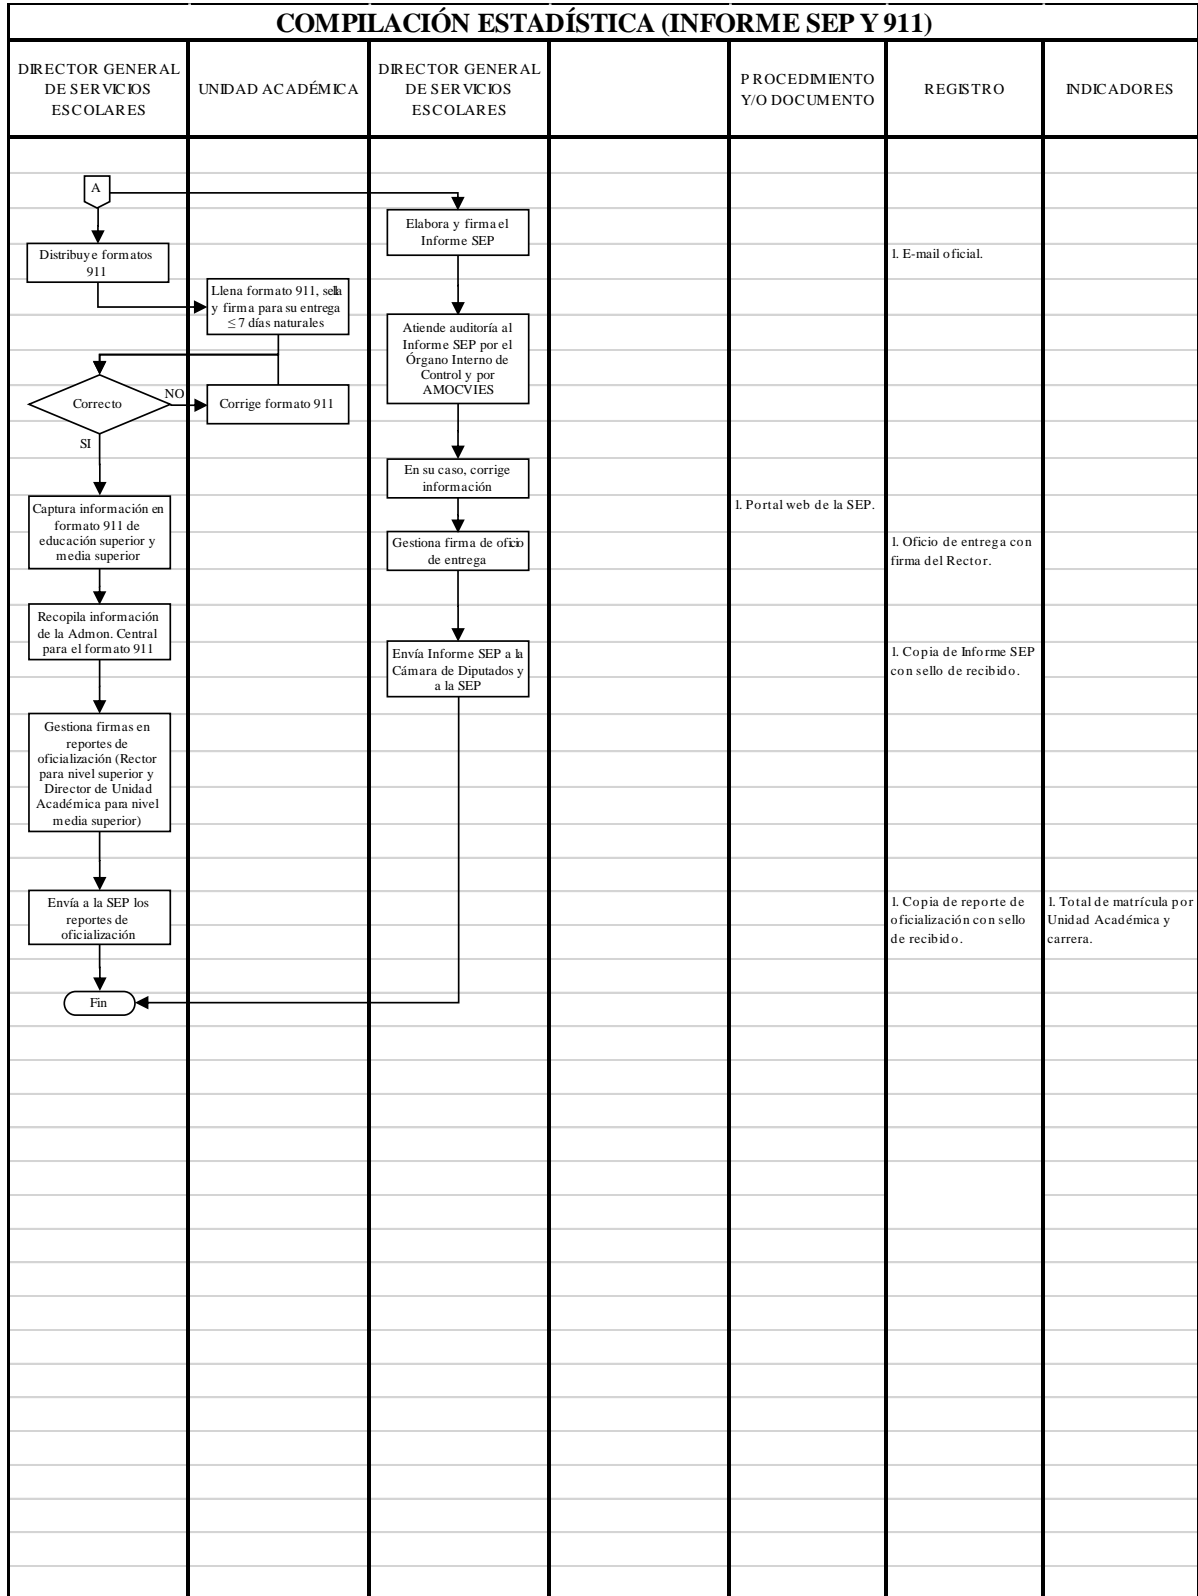 COMPILACIÓN ESTADÍSTICA (INFORME SEP Y 911)
DIRECTOR GENERAL
DE SERVICIOS
ESCOLARES
UNIDAD ACADÉMICA
DIRECTOR GENERAL
DE SERVICIOS
ESCOLARES
PROCEDIMIENTO
Y/O DOCUMENTO
REGISTRO
INDICADORES
A
Elabora y firma el
Informe SEP
Distribuye formatos
911
1. E-mail oficial.
Llena formato 911, sella
y firma para su entrega
≤ 7 días naturales
Atiende auditoría al
Informe SEP por el
Órgano Interno de
Control y por
AMOCVIES
Correcto
NO
Corrige formato 911
SI
En su caso, corrige
información
Captura información en
formato 911 de
educación superior y
media superior
1. Portal web de la SEP.
Gestiona firma de oficio
de entrega
1. Oficio de entrega con
firma del Rector.
Recopila información
de la Admon. Central
para el formato 911
Envía Informe SEP a la
Cámara de Diputados y
a la SEP
1. Copia de Informe SEP
con sello de recibido.
Gestiona firmas en
reportes de
oficialización (Rector
para nivel superior y
Director de Unidad
Académica para nivel
media superior)
Envía a la SEP los
reportes de
oficialización
1. Copia de reporte de
oficialización con sello
de recibido.
1. Total de matrícula por
Unidad Académica y
carrera.
Fin